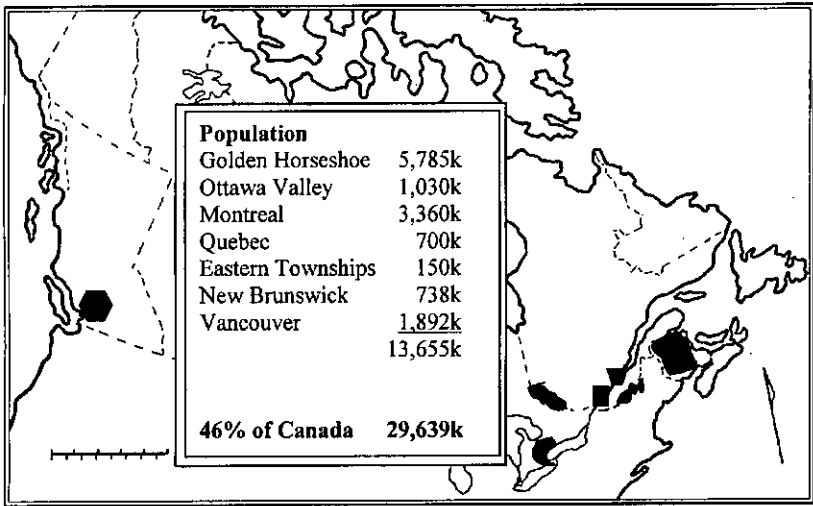 Population
Golden Horseshoe 5,785k
Ottawa Valley 1,030k
Montreal 3,360k
Quebec 700k
Eastern Townships 150k
New Brunswick 738k
Vancouver 1,892k
13,655k
46% of Canada 29,639k